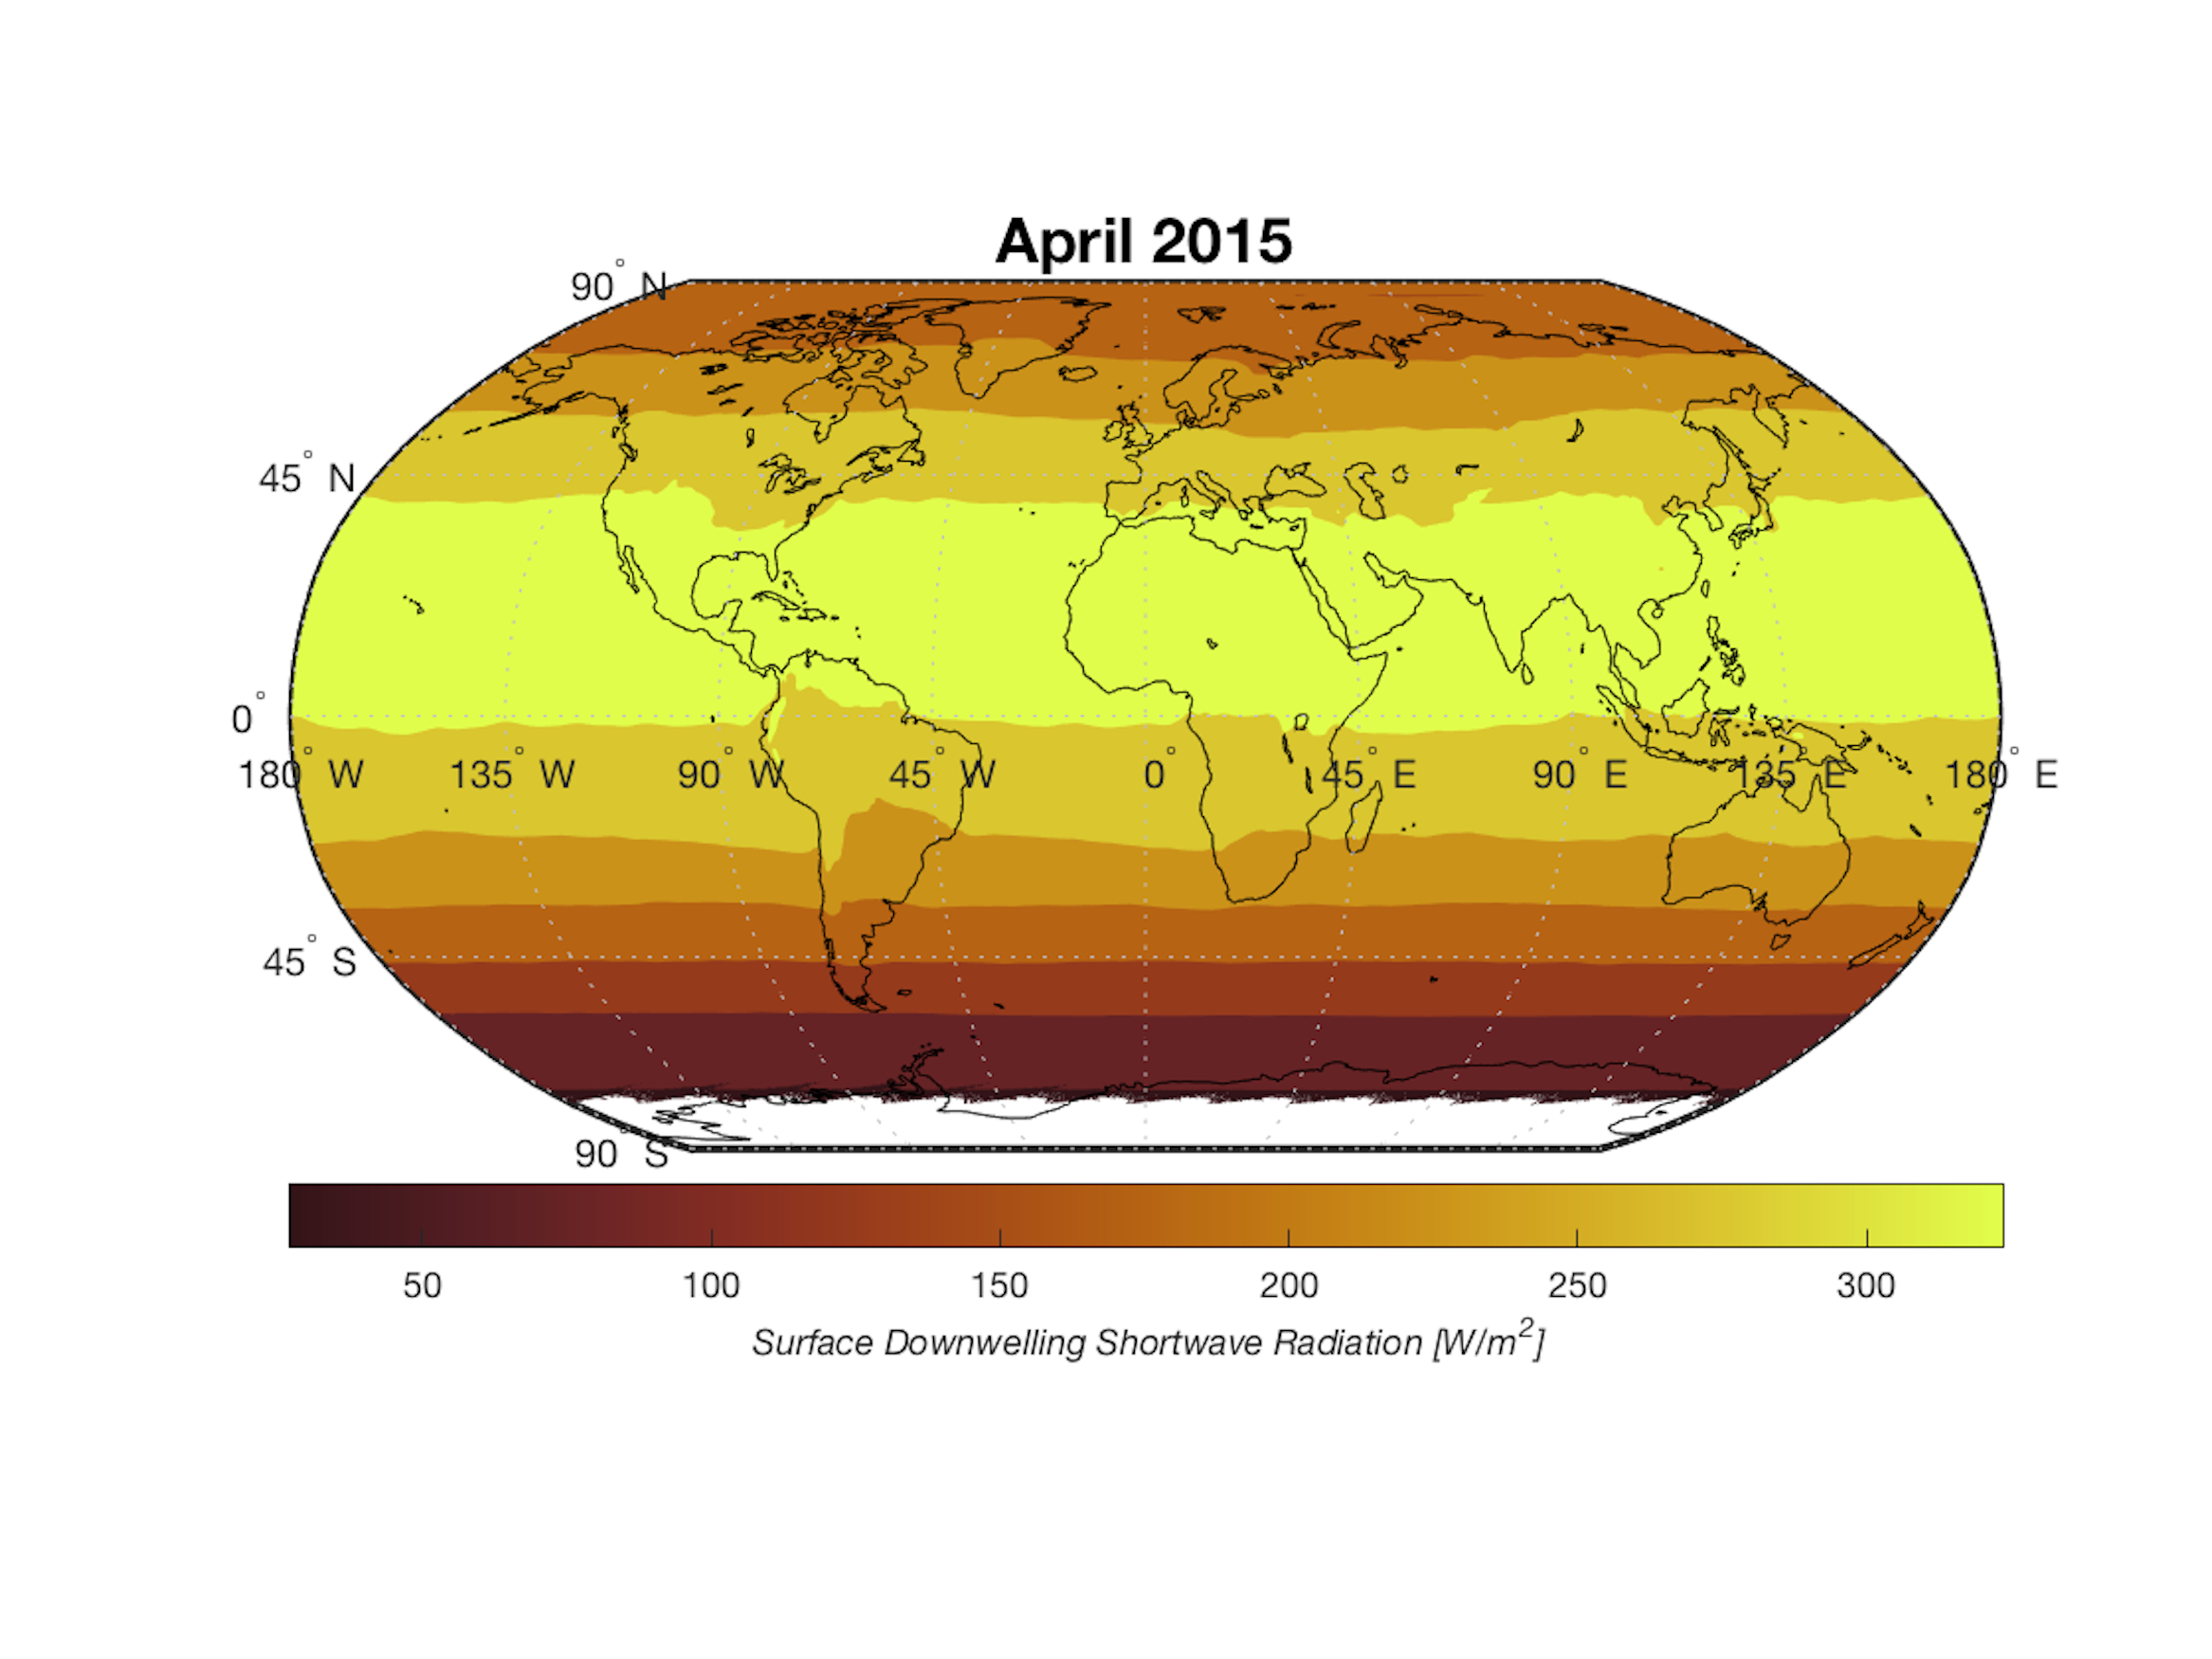 April 2015
90° N
45° N
0°
180° W 135° W 90° W 45° W 0° 45° E 90° E 135° E 180° E
45° S
90° S
50 100 150 200 250 300
Surface Downwelling Shortwave Radiation [W/m²]